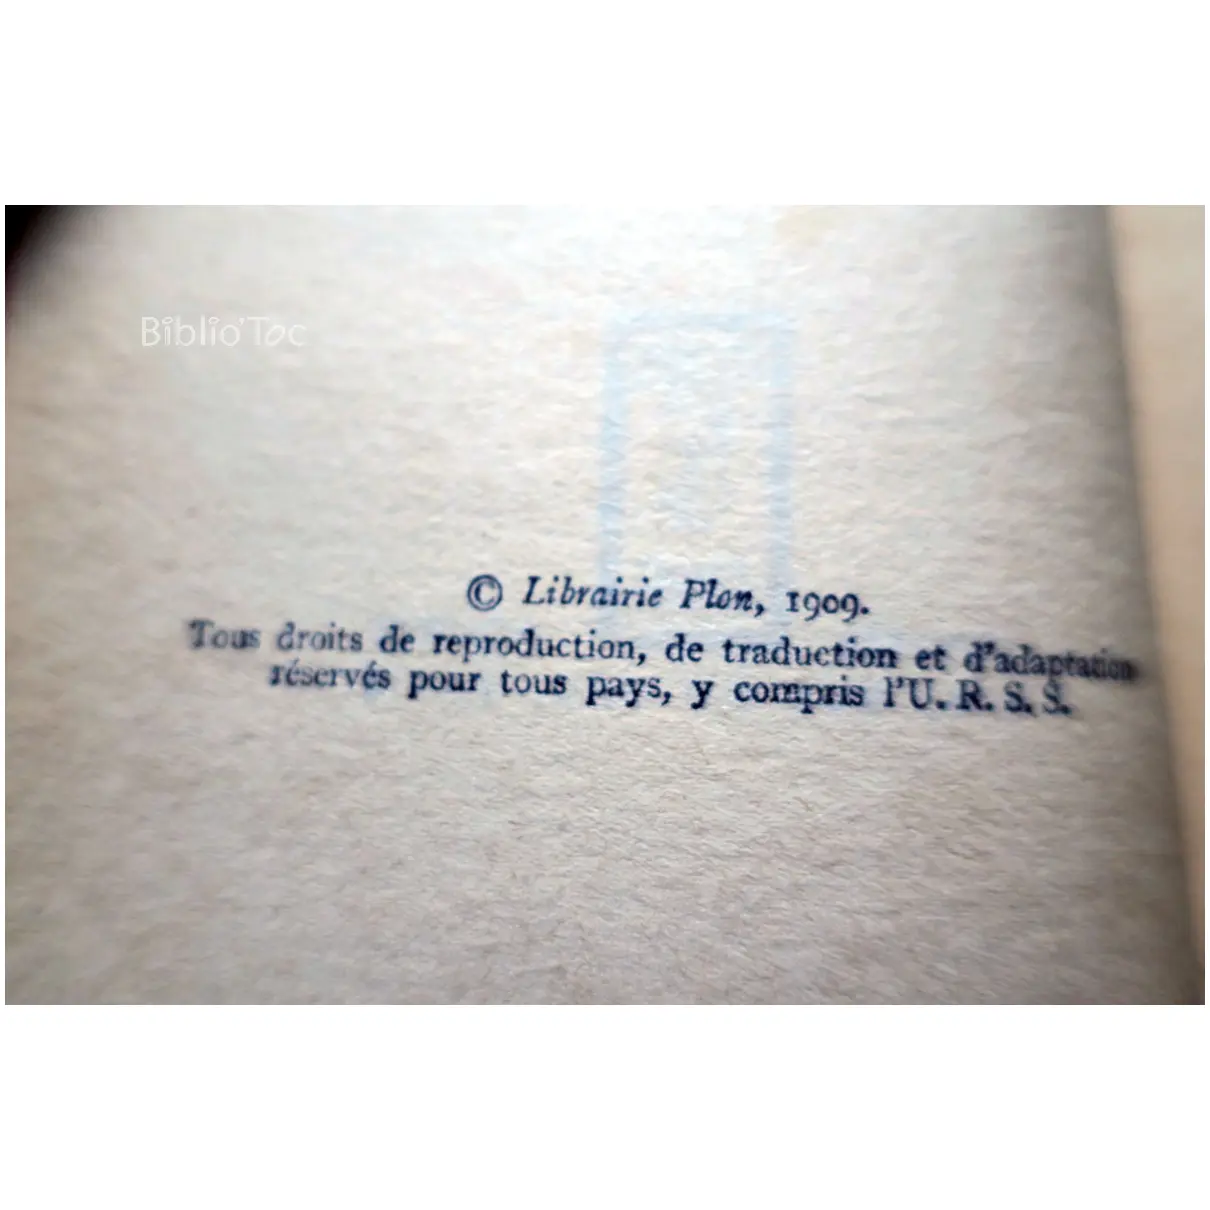 Biblio'Toc
© Librairie Plon, 1909.
Tous droits de reproduction, de traduction et d'adaptation
réservés pour tous pays, y compris l'U. R. S. S.